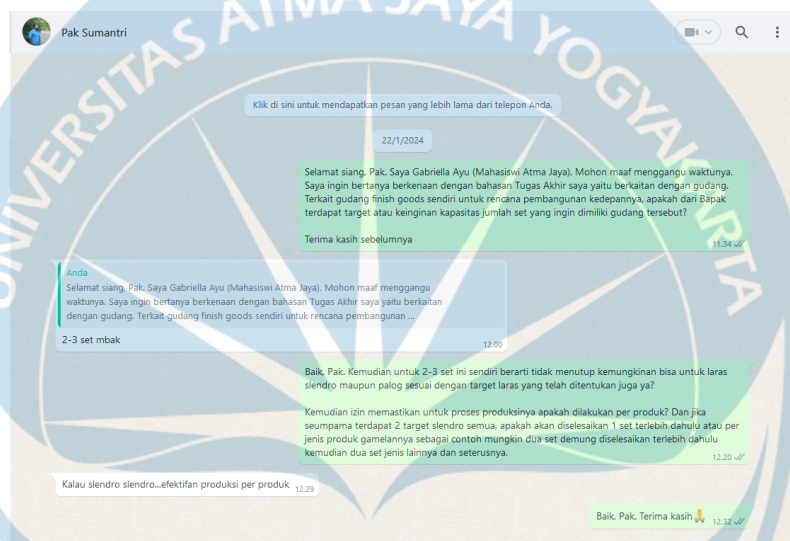 UNIVERSITAS ATMA JAYA YOGYAKARTA
Pak Sumantri
Klik di sini untuk mendapatkan pesan yang lebih lama dari telepon Anda.
22/1/2024
Selamat siang, Pak. Saya Gabriella Ayu (Mahasiswi Atma Jaya). Mohon maaf menggangu waktunya.
Saya ingin bertanya berkenaan dengan bahasan Tugas Akhir saya yaitu berkaitan dengan gudang.
Terkait gudang finish goods sendiri untuk rencana pembangunan kedepannya, apakah dari Bapak
terdapat target atau keinginan kapasitas jumlah set yang ingin dimiliki gudang tersebut?
Terima kasih sebelumnya
11.34
Anda
Selamat siang, Pak. Saya Gabriella Ayu (Mahasiswi Atma Jaya). Mohon maaf menggangu
waktunya. Saya ingin bertanya berkenaan dengan bahasan Tugas Akhir saya yaitu berkaitan
dengan gudang. Terkait gudang finish goods sendiri untuk rencana pembangunan ...
2-3 set mbak
12.00
Baik, Pak. Kemudian untuk 2-3 set ini sendiri berarti tidak menutup kemungkinan bisa untuk laras
slendro maupun palog sesuai dengan target laras yang telah ditentukan juga ya?
Kemudian izin memastikan untuk proses produksinya apakah dilakukan per produk? Dan jika
seumpama terdapat 2 target slendro semua, apakah akan diselesaikan 1 set terlebih dahulu atau per
jenis produk gamelannya sebagai contoh mungkin dua set demung diselesaikan terlebih dahulu
kemudian dua set jenis lainnya dan seterusnya.
12.20
Kalau slendro slendro...efektifan produksi per produk
12.29
Baik, Pak. Terima kasih🙏
12.32